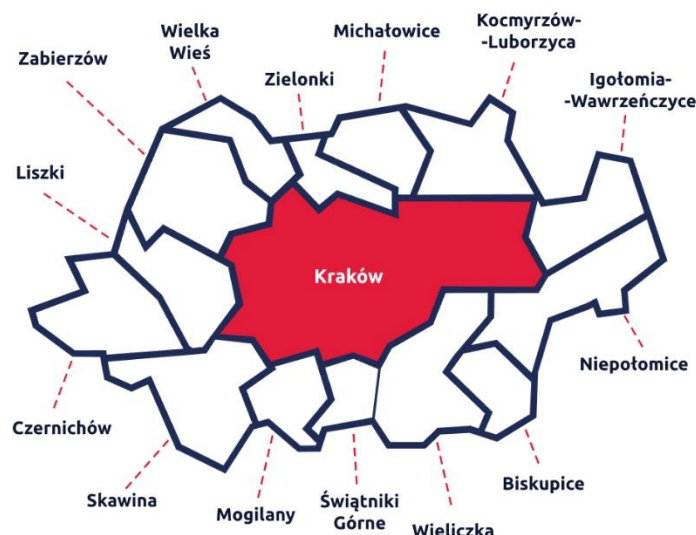 Kocmyrzów-
-Luborzyca
Michałowice
Wielka
Wieś
Zielonki
Zabierzów
Igołomia-
-Wawrzeńczyce
Liszki
Kraków
Niepołomice
Czernichów
Biskupice
Skawina
Mogilany
Świątniki
Górne
Wieliczka